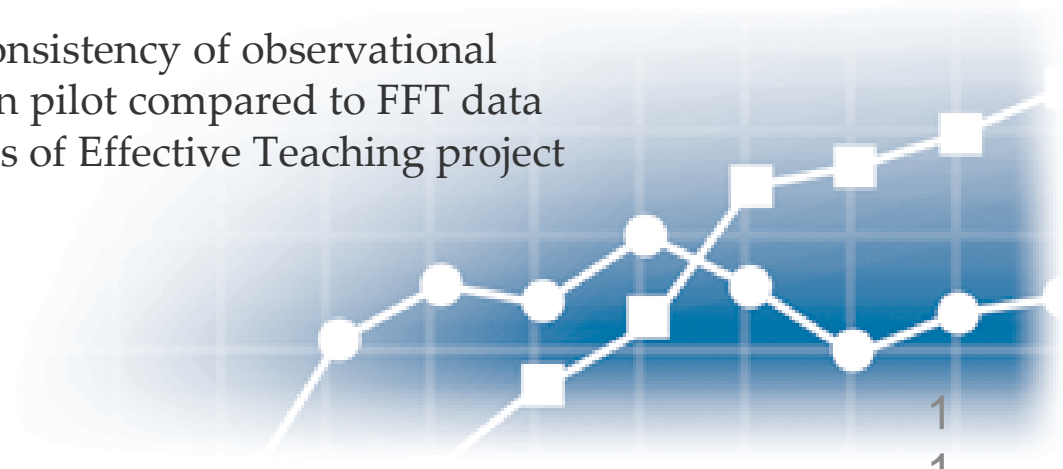 onsistency of observational
n pilot compared to FFT data
s of Effective Teaching project
1
1